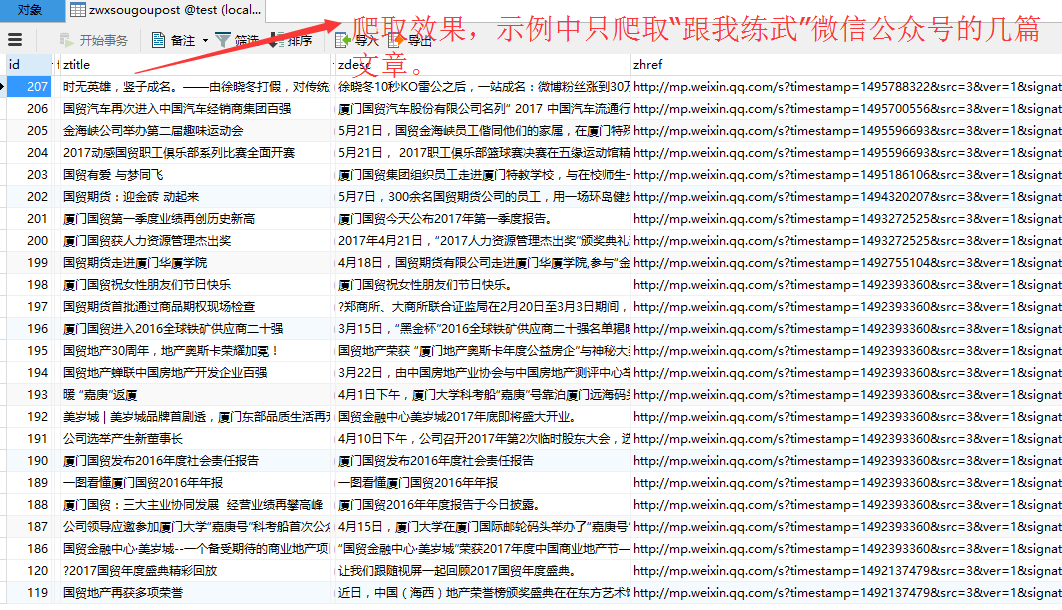 对象 zwxsougoupost @test (local...
开始事务 备注 筛选 排序 导入 导出
爬取效果，示例中只爬取“跟我练武”微信公众号的几篇文章。
id ztitle zdesc zhref
207 时无英雄，竖子成名。——由徐晓冬打假，对传统 徐晓冬10秒KO雷公之后，一站成名：微博粉丝涨到30万 http://mp.weixin.qq.com/s?timestamp=1495788322&src=3&ver=1&signat
206 国贸汽车再次进入中国汽车经销商集团百强 厦门国贸汽车股份有限公司名列“ 2017 中国汽车流通行 http://mp.weixin.qq.com/s?timestamp=1495700556&src=3&ver=1&signat
205 金海峡公司举办第二届趣味运动会 5月21日，国贸金海峡员工偕同他们的家属，在厦门特殊 http://mp.weixin.qq.com/s?timestamp=1495596693&src=3&ver=1&signat
204 2017动感国贸职工俱乐部系列比赛全面开赛 5月21日， 2017职工俱乐部篮球赛决赛在五缘运动馆精 http://mp.weixin.qq.com/s?timestamp=1495596693&src=3&ver=1&signat
203 国贸有爱 与梦同飞 厦门国贸集团组织员工走进厦门特教学校，与在校师生一 http://mp.weixin.qq.com/s?timestamp=1495186106&src=3&ver=1&signat
202 国贸期货：迎金砖 动起来 5月7日，300余名国贸期货公司的员工，用一场环岛健步 http://mp.weixin.qq.com/s?timestamp=1494320207&src=3&ver=1&signat
201 厦门国贸第一季度业绩再创历史新高 厦门国贸今天公布2017年第一季度报告。 http://mp.weixin.qq.com/s?timestamp=1493272525&src=3&ver=1&signat
200 厦门国贸获人力资源管理杰出奖 2017年4月21日，“2017人力资源管理杰出奖”颁奖典礼 http://mp.weixin.qq.com/s?timestamp=1493272525&src=3&ver=1&signat
199 国贸期货走进厦门华厦学院 4月18日，国贸期货有限公司走进厦门华厦学院,参与“金 http://mp.weixin.qq.com/s?timestamp=1492755104&src=3&ver=1&signat
198 厦门国贸祝女性朋友们节日快乐 厦门国贸祝女性朋友们节日快乐。 http://mp.weixin.qq.com/s?timestamp=1492393360&src=3&ver=1&signat
197 国贸期货首批通过商品期权现场检查 ?郑商所、大商所联合证监局在2月20日至3月3日期间， http://mp.weixin.qq.com/s?timestamp=1492393360&src=3&ver=1&signat
196 厦门国贸进入2016全球铁矿供应商二十强 3月15日，“黑金杯”2016全球铁矿供应商二十强名单揭 http://mp.weixin.qq.com/s?timestamp=1492393360&src=3&ver=1&signat
195 国贸地产30周年，地产奥斯卡荣耀加冕！ 国贸地产荣获 “厦门地产奥斯卡年度公益房企”与神秘大 http://mp.weixin.qq.com/s?timestamp=1492393360&src=3&ver=1&signat
194 国贸地产蝉联中国房地产开发企业百强 3月22日，由中国房地产业协会与中国房地产测评中心 http://mp.weixin.qq.com/s?timestamp=1492393360&src=3&ver=1&signat
193 暖 “嘉庚”返厦 4月1日下午，厦门大学科考船“嘉庚”号靠泊厦门远海码头 http://mp.weixin.qq.com/s?timestamp=1492393360&src=3&ver=1&signat
192 美岁城 | 美岁城品牌首剧透，厦门东部品质生活再 国贸金融中心美岁城2017年底即将盛大开业。 http://mp.weixin.qq.com/s?timestamp=1492393360&src=3&ver=1&signat
191 公司选举产生新董事长 4月10日下午，公司召开2017年第2次临时股东大会，选 http://mp.weixin.qq.com/s?timestamp=1492393360&src=3&ver=1&signat
190 厦门国贸发布2016年度社会责任报告 厦门国贸发布2016年度社会责任报告 http://mp.weixin.qq.com/s?timestamp=1492393360&src=3&ver=1&signat
189 一图看懂厦门国贸2016年年报 一图看懂厦门国贸2016年年报 http://mp.weixin.qq.com/s?timestamp=1492393360&src=3&ver=1&signat
188 厦门国贸：三大主业协同发展 经营业绩再攀高峰 厦门国贸2016年年度报告于今日披露。 http://mp.weixin.qq.com/s?timestamp=1492393360&src=3&ver=1&signat
187 公司领导应邀参加厦门大学“嘉庚号”科考船首次公众 4月15日，厦门大学在厦门国际邮轮码头举办了“嘉庚号” http://mp.weixin.qq.com/s?timestamp=1492393360&src=3&ver=1&signat
186 国贸金融中心·美岁城--一个备受期待的商业地产项 “国贸金融中心·美岁城”荣获2017年度中国商业地产节一 http://mp.weixin.qq.com/s?timestamp=1492393360&src=3&ver=1&signat
120 ?2017国贸年度盛典精彩回放 让我们跟随视屏一起回顾2017国贸年度盛典。 http://mp.weixin.qq.com/s?timestamp=1492137479&src=3&ver=1&signat
119 国贸地产再获多项荣誉 近日，中国（海西）地产荣誉榜颁奖盛典在在东方艺术 http://mp.weixin.qq.com/s?timestamp=1492137479&src=3&ver=1&signat